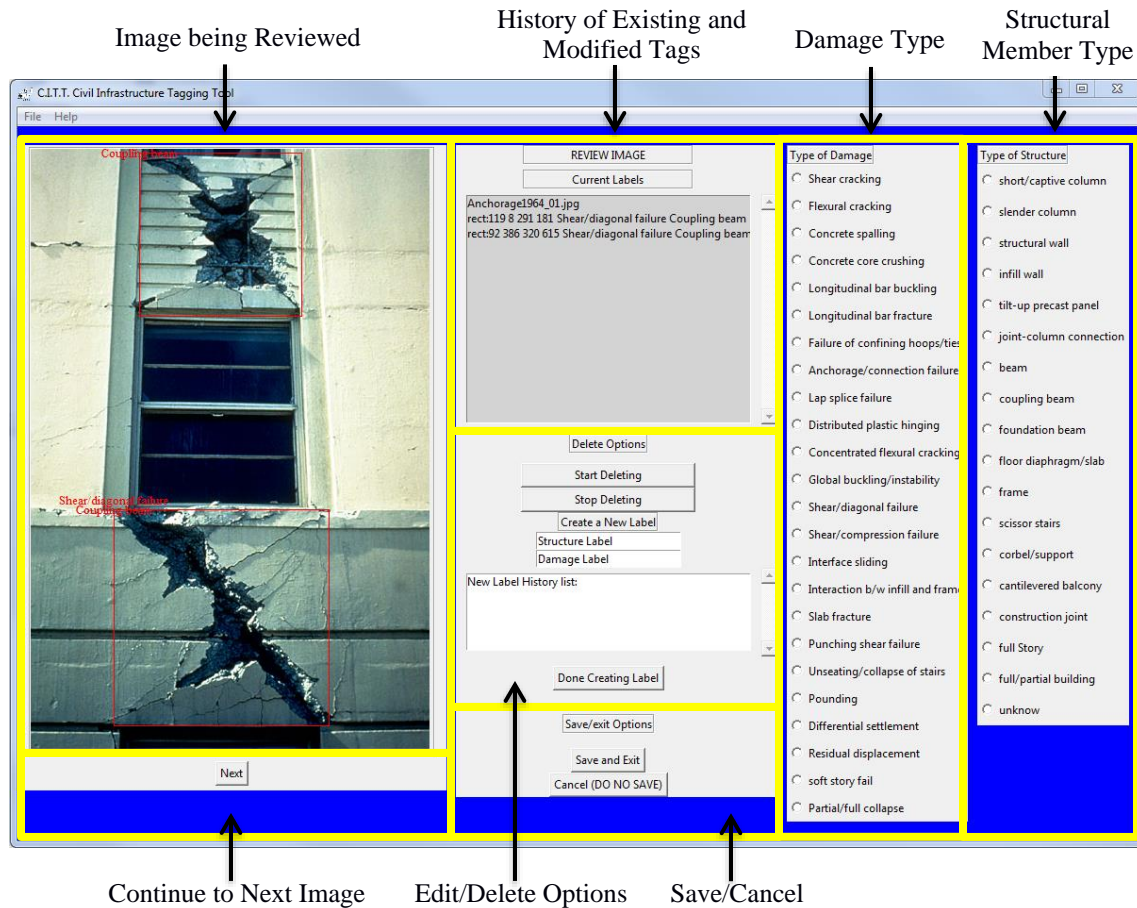 Image being Reviewed
History of Existing and
Modified Tags
Damage Type
Structural
Member Type
C.I.T.T. Civil Infrastructure Tagging Tool
File Help
Coupling beam
Shear/diagonal failure
Coupling beam
Next
REVIEW IMAGE
Current Labels
Anchorage1964_01.jpg
rect:119 8 291 181 Shear/diagonal failure Coupling beam
rect:92 386 320 615 Shear/diagonal failure Coupling beam
Delete Options
Start Deleting
Stop Deleting
Create a New Label
Structure Label
Damage Label
New Label History list:
Done Creating Label
Save/exit Options
Save and Exit
Cancel (DO NO SAVE)
Type of Damage
Shear cracking
Flexural cracking
Concrete spalling
Concrete core crushing
Longitudinal bar buckling
Longitudinal bar fracture
Failure of confining hoops/ties
Anchorage/connection failure
Lap splice failure
Distributed plastic hinging
Concentrated flexural cracking
Global buckling/instability
Shear/diagonal failure
Shear/compression failure
Interface sliding
Interaction b/w infill and frame
Slab fracture
Punching shear failure
Unseating/collapse of stairs
Pounding
Differential settlement
Residual displacement
soft story fail
Partial/full collapse
Type of Structure
short/captive column
slender column
structural wall
infill wall
tilt-up precast panel
joint-column connection
beam
coupling beam
foundation beam
floor diaphragm/slab
frame
scissor stairs
corbel/support
cantilevered balcony
construction joint
full Story
full/partial building
unknow
Continue to Next Image
Edit/Delete Options
Save/Cancel